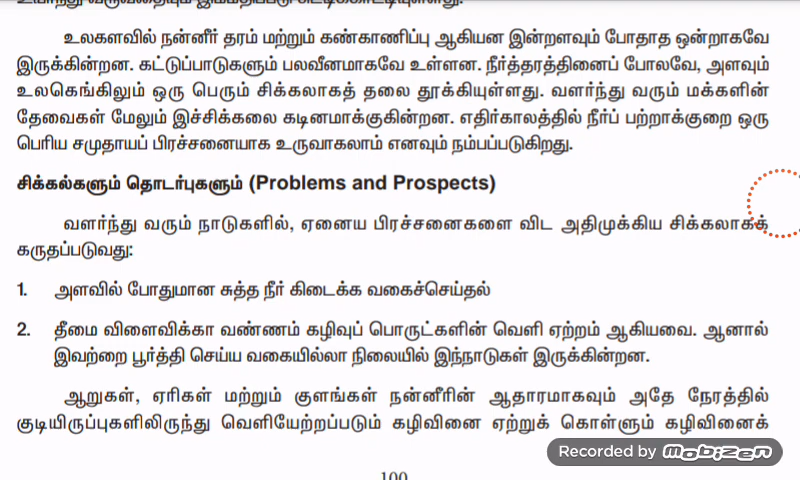 உலகளவில் நன்னீர் தரம் மற்றும் கண்காணிப்பு ஆகியன இன்றளவும் போதாத ஒன்றாகவே
இருக்கின்றன. கட்டுப்பாடுகளும் பலவீனமாகவே உள்ளன. நீர்த்தரத்தினைப் போலவே, அளவும்
உலகெங்கிலும் ஒரு பெரும் சிக்கலாகத் தலை தூக்கியுள்ளது. வளர்ந்து வரும் மக்களின்
தேவைகள் மேலும் இச்சிக்கலை கடினமாக்குகின்றன. எதிர்காலத்தில் நீர்ப் பற்றாக்குறை ஒரு
பெரிய சமுதாயப் பிரச்சனையாக உருவாகலாம் எனவும் நம்பப்படுகிறது.
சிக்கல்களும் தொடர்புகளும் (Problems and Prospects)
வளர்ந்து வரும் நாடுகளில், ஏனைய பிரச்சனைகளை விட அதிமுக்கிய சிக்கலாகக்
கருதப்படுவது:
1. அளவில் போதுமான சுத்த நீர் கிடைக்க வகைச்செய்தல்
2. தீமை விளைவிக்கா வண்ணம் கழிவுப் பொருட்களின் வெளி ஏற்றம் ஆகியவை. ஆனால்
இவற்றை பூர்த்தி செய்ய வகையில்லா நிலையில் இந்நாடுகள் இருக்கின்றன.
ஆறுகள், ஏரிகள் மற்றும் குளங்கள் நன்னீரின் ஆதாரமாகவும் அதே நேரத்தில்
குடியிருப்புகளிலிருந்து வெளியேற்றப்படும் கழிவினை ஏற்றுக் கொள்ளும் கழிவினைக்
Recorded by mobizen
100